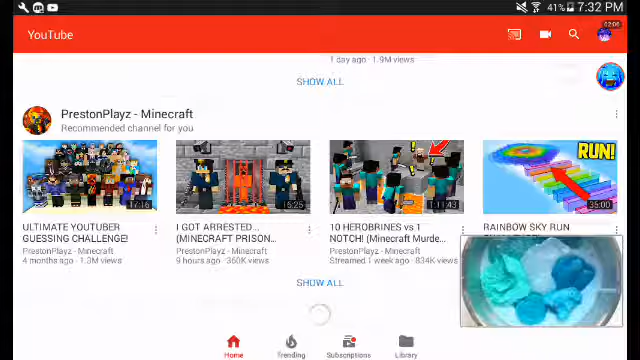 41% 7:32 PM
YouTube
02:00
1 day ago · 1.9M views
SHOW ALL
PrestonPlayz - Minecraft
Recommended channel for you
RUN!
17:16
15:25
1:11:43
35:00
ULTIMATE YOUTUBER
GUESSING CHALLENGE!
PrestonPlayz - Minecraft
4 months ago · 1.3M views
I GOT ARRESTED...
(MINECRAFT PRISON...
PrestonPlayz - Minecraft
9 hours ago · 360K views
10 HEROBRINES vs 1
NOTCH! (Minecraft Murde...
PrestonPlayz - Minecraft
Streamed 1 week ago · 834K views
RAINBOW SKY RUN
SHOW ALL
Home
Trending
Subscriptions
Library